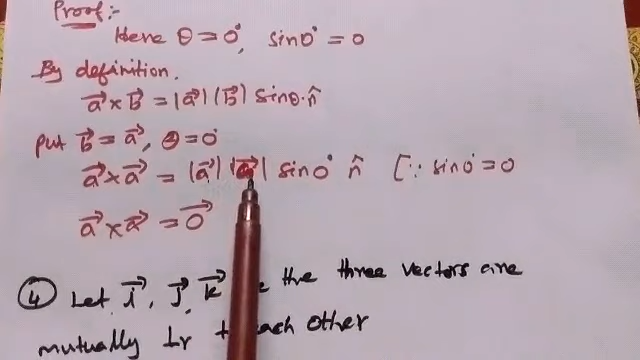 Proof:-
Here θ = 0°, sin0° = 0
By definition.
a⃗ × b⃗ = |a⃗| |b⃗| sinθ. n̂
put b⃗ = a⃗, θ = 0°
a⃗ × a⃗ = |a⃗| |a⃗| sin0° n̂ [∵ sin0° = 0
a⃗ × a⃗ = 0⃗
④ Let i⃗, j⃗, k⃗ the three vectors are
mutually ⊥r each other